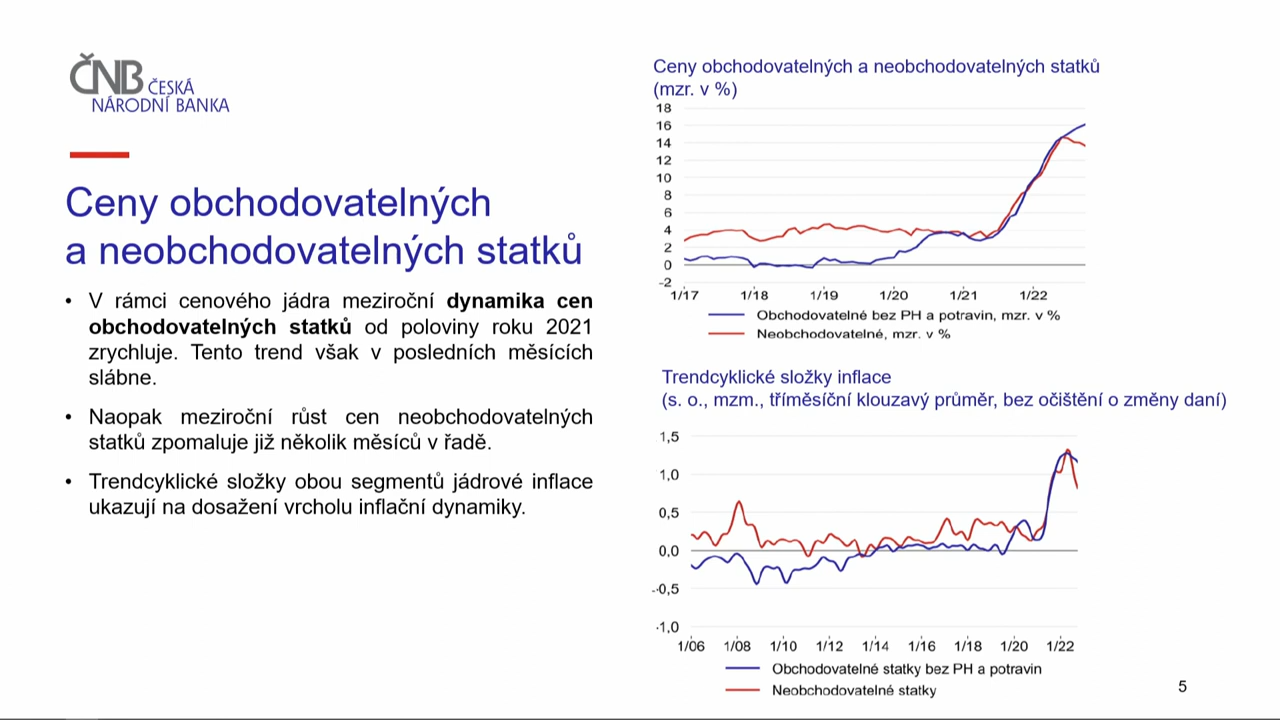 ČNB ČESKÁ
NÁRODNÍ BANKA
Ceny obchodovatelných
a neobchodovatelných statků
• V rámci cenového jádra meziroční dynamika cen
obchodovatelných statků od poloviny roku 2021
zrychluje. Tento trend však v posledních měsících
slábne.
• Naopak meziroční růst cen neobchodovatelných
statků zpomaluje již několik měsíců v řadě.
• Trendcyklické složky obou segmentů jádrové inflace
ukazují na dosažení vrcholu inflační dynamiky.
Ceny obchodovatelných a neobchodovatelných statků
(mzr. v %)
18
16
14
12
10
8
6
4
2
0
-2
1/17 1/18 1/19 1/20 1/21 1/22
Obchodovatelné bez PH a potravin, mzr. v %
Neobchodovatelné, mzr. v %
Trendcyklické složky inflace
(s. o., mzm., tříměsíční klouzavý průměr, bez očištění o změny daní)
1,5
1,0
0,5
0,0
-0,5
-1,0
1/06 1/08 1/10 1/12 1/14 1/16 1/18 1/20 1/22
Obchodovatelné statky bez PH a potravin
Neobchodovatelné statky
5